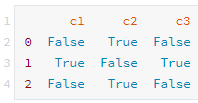 1 c1 c2 c3
2 0 False True False
3 1 True False True
4 2 False True False